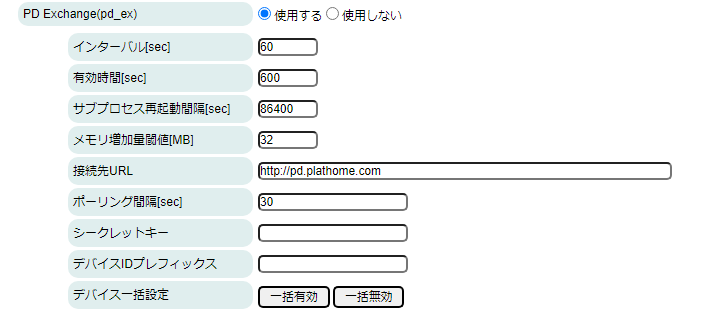 PD Exchange(pd_ex) 使用する 使用しない
インターバル[sec] 60
有効時間[sec] 600
サブプロセス再起動間隔[sec] 86400
メモリ増加量閾値[MB] 32
接続先URL http://pd.plathome.com
ポーリング間隔[sec] 30
シークレットキー
デバイスIDプレフィックス
デバイス一括設定 一括有効 一括無効